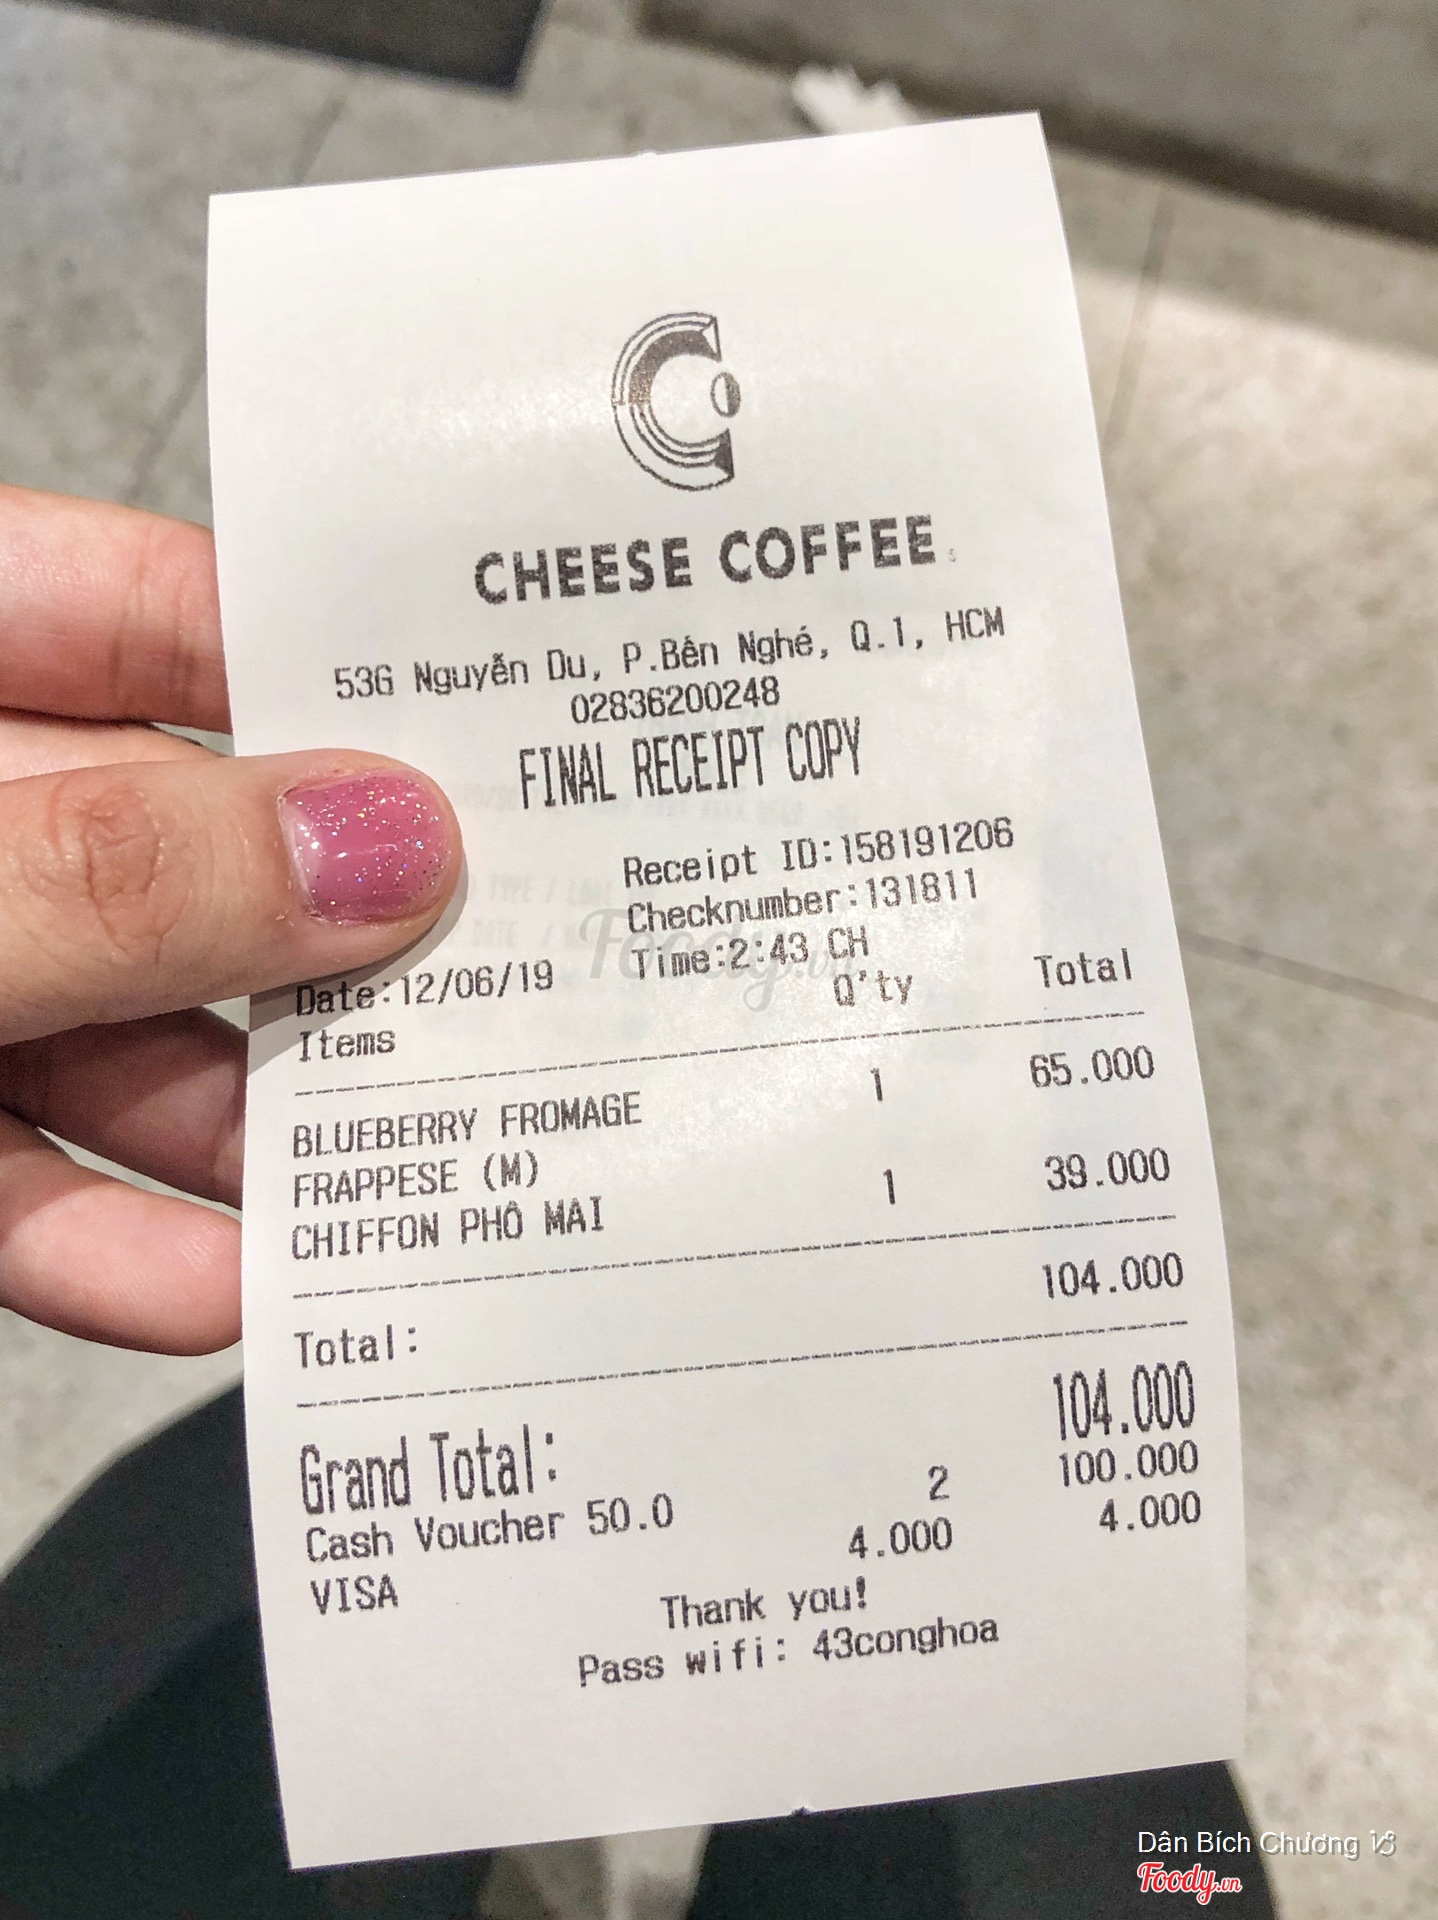 CHEESE COFFEE
53G Nguyễn Du, P.Bến Nghé, Q.1, HCM
02836200248
FINAL RECEIPT COPY
Receipt ID:158191206
Checknumber:131811
Date:12/06/19 Time:2:43 CH
Items Q'ty Total
BLUEBERRY FROMAGE 1 65.000
FRAPPESE (M)
CHIFFON PHÔ MAI 1 39.000
Total: 104.000
Grand Total: 104.000
Cash Voucher 50.0 2 100.000
VISA 4.000 4.000
Thank you!
Pass wifi: 43conghoa
Foody.vn
Dân Bích Chương
Foody.vn